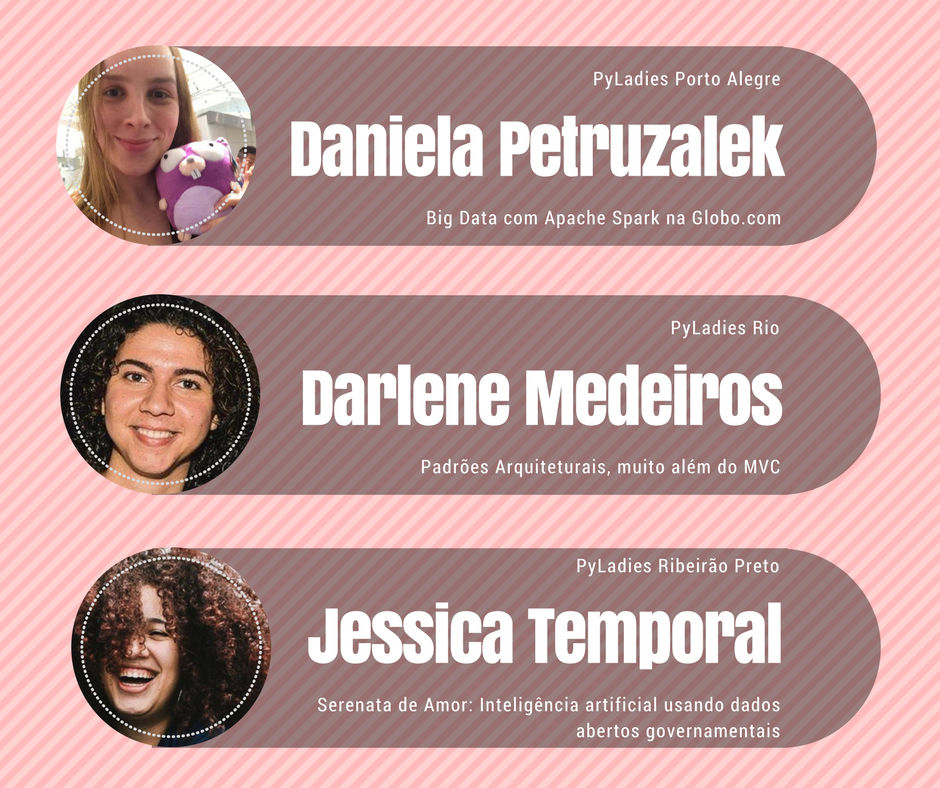 PyLadies Porto Alegre
Daniela Petruzalek
Big Data com Apache Spark na Globo.com
PyLadies Rio
Darlene Medeiros
Padrões Arquiteturais, muito além do MVC
PyLadies Ribeirão Preto
Jessica Temporal
Serenata de Amor: Inteligência artificial usando dados
abertos governamentais